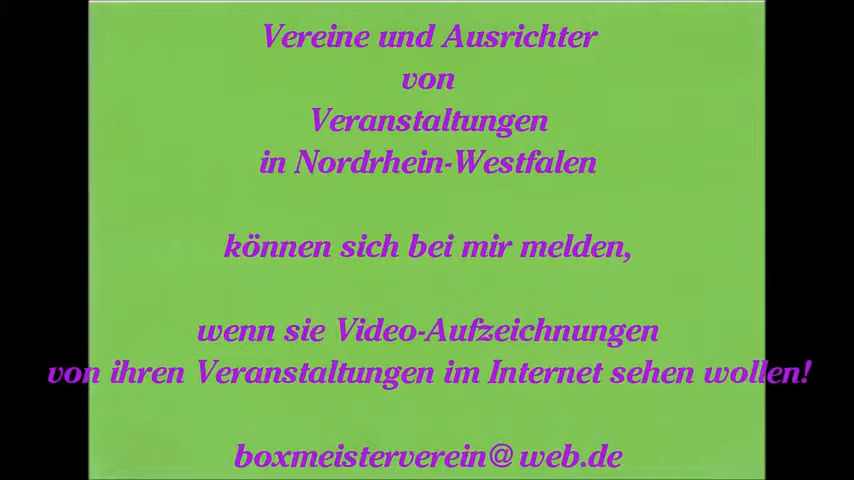 Vereine und Ausrichter
von
Veranstaltungen
in Nordrhein-Westfalen
können sich bei mir melden,
wenn sie Video-Aufzeichnungen
von ihren Veranstaltungen im Internet sehen wollen!
boxmeisterverein@web.de